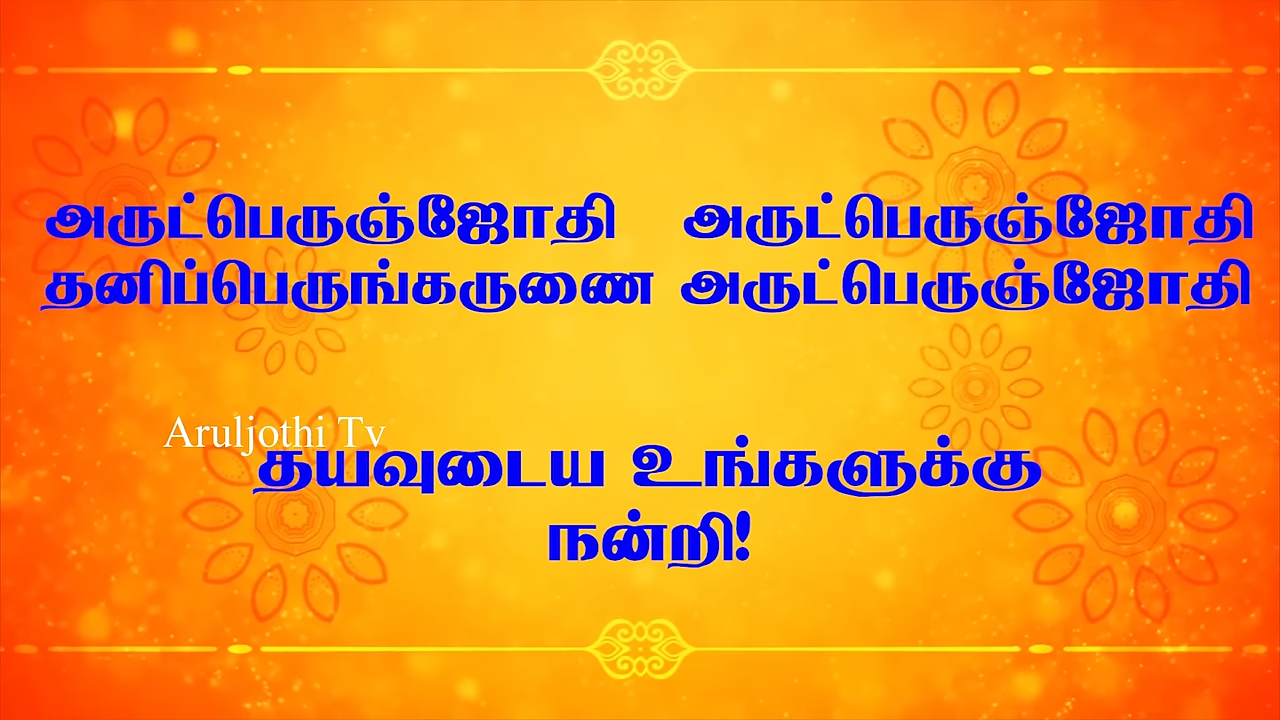 அருட்பெருஞ்ஜோதி அருட்பெருஞ்ஜோதி
தனிப்பெருங்கருணை அருட்பெருஞ்ஜோதி
Aruljothi Tv
தயவுடைய உங்களுக்கு
நன்றி!